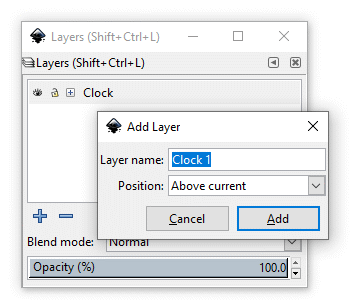 Layers (Shift+Ctrl+L)
Layers (Shift+Ctrl+L)
Clock
Add Layer
Layer name: Clock 1
Position: Above current
Cancel Add
Blend mode: Normal
Opacity (%) 100.0